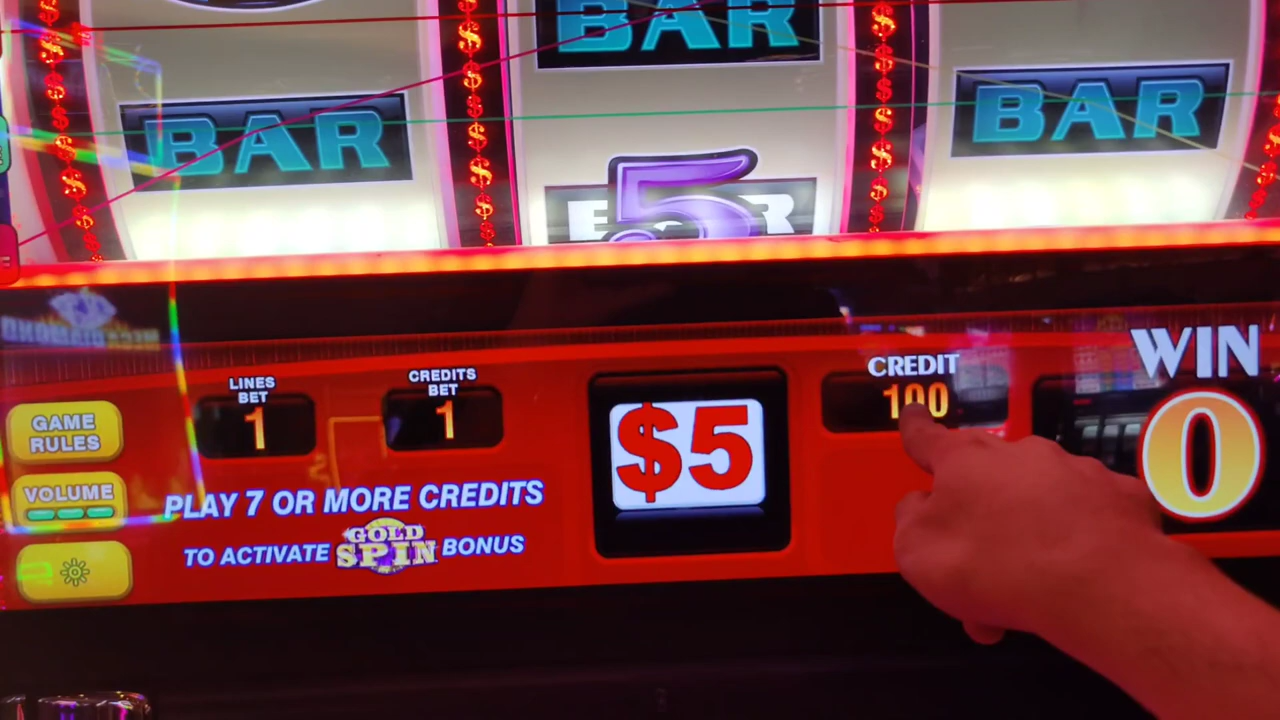 BAR
BAR
BAR
5
LINES
BET
1
CREDITS
BET
1
$5
CREDIT
100
WIN
0
GAME
RULES
VOLUME
PLAY 7 OR MORE CREDITS
TO ACTIVATE GOLD SPIN BONUS